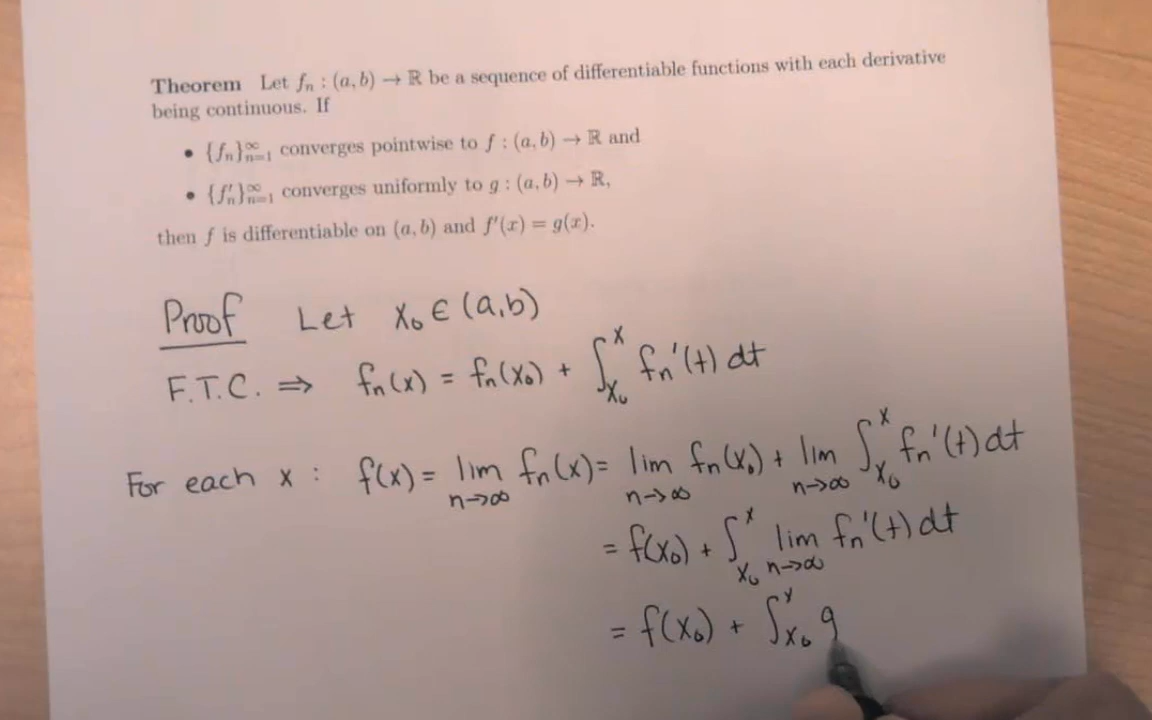 Theorem Let fₙ : (a, b) → ℝ be a sequence of differentiable functions with each derivative
being continuous. If
• {fₙ}ₙ₌₁^∞ converges pointwise to f : (a, b) → ℝ and
• {fₙ′}ₙ₌₁^∞ converges uniformly to g : (a, b) → ℝ,
then f is differentiable on (a, b) and f′(x) = g(x).
Proof Let x₀ ∈ (a,b)
F.T.C. ⇒ fₙ(x) = fₙ(x₀) + ∫_{x₀}^{x} fₙ′(t) dt
For each x : f(x) = lim_{n→∞} fₙ(x) = lim_{n→∞} fₙ(x₀) + lim_{n→∞} ∫_{x₀}^{x} fₙ′(t) dt
= f(x₀) + ∫_{x₀}^{x} lim_{n→∞} fₙ′(t) dt
= f(x₀) + ∫_{x₀}^{x} g